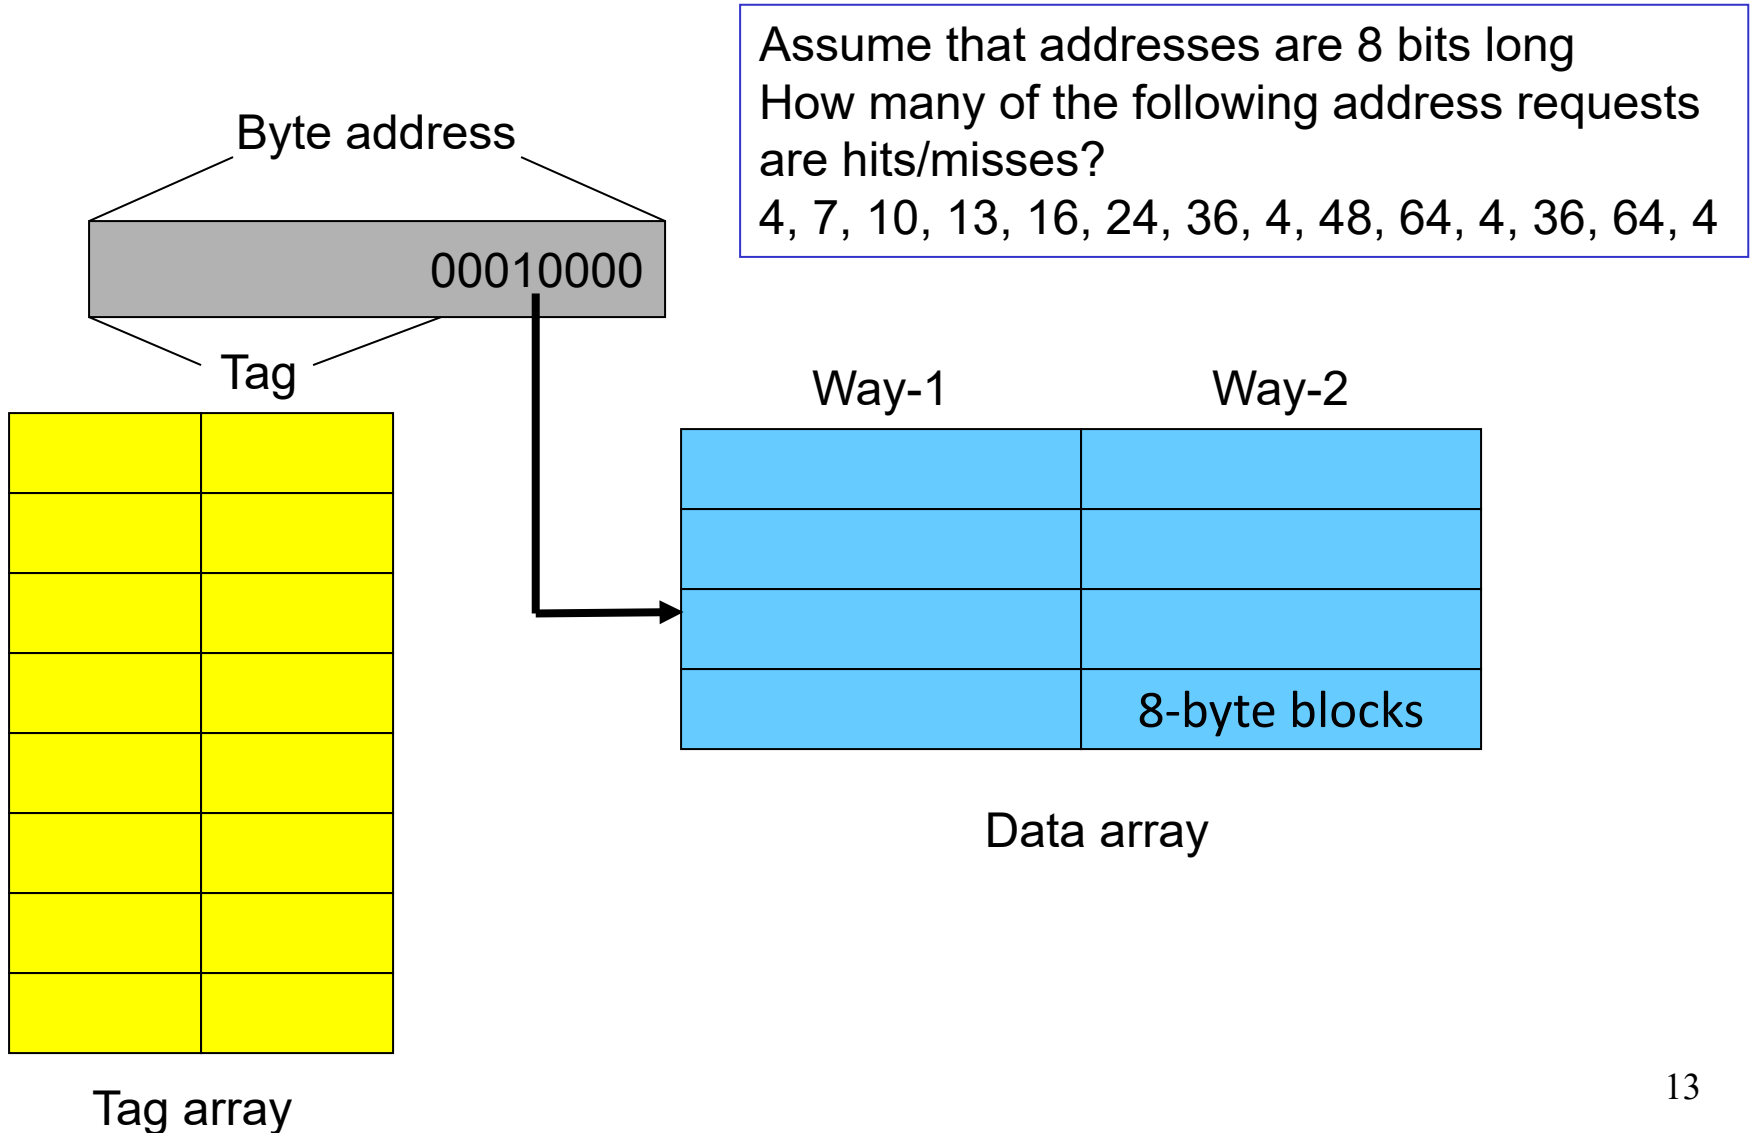 Assume that addresses are 8 bits long
How many of the following address requests
are hits/misses?
4, 7, 10, 13, 16, 24, 36, 4, 48, 64, 4, 36, 64, 4
Byte address
00010000
Tag
Way-1
Way-2
8-byte blocks
Data array
Tag array
13